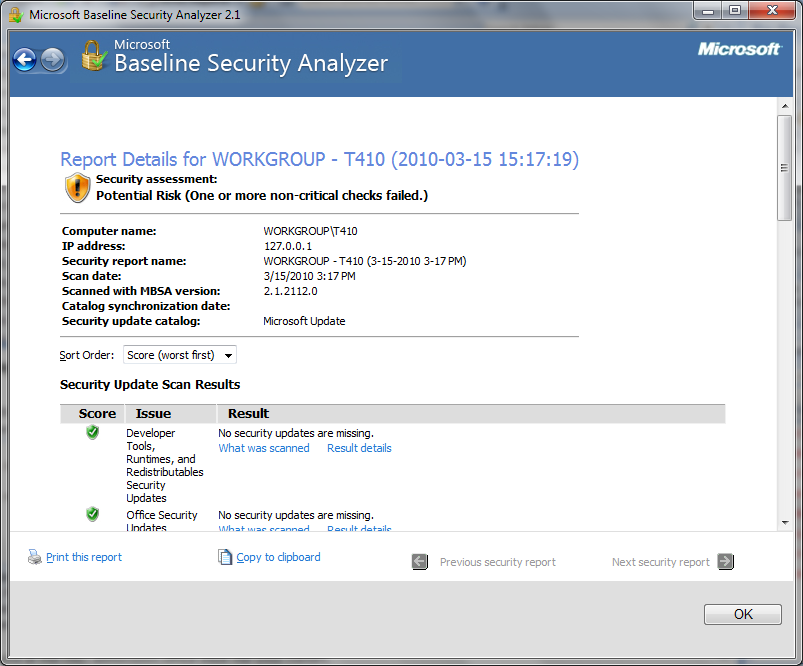 Microsoft Baseline Security Analyzer 2.1
Microsoft
Baseline Security Analyzer
Microsoft
Report Details for WORKGROUP - T410 (2010-03-15 15:17:19)
Security assessment:
Potential Risk (One or more non-critical checks failed.)
Computer name: WORKGROUP\T410
IP address: 127.0.0.1
Security report name: WORKGROUP - T410 (3-15-2010 3-17 PM)
Scan date: 3/15/2010 3:17 PM
Scanned with MBSA version: 2.1.2112.0
Catalog synchronization date:
Security update catalog: Microsoft Update
Sort Order: Score (worst first)
Security Update Scan Results
Score Issue Result
Developer No security updates are missing.
Tools, What was scanned Result details
Runtimes, and
Redistributables
Security
Updates
Office Security No security updates are missing.
Updates What was scanned Result details
Print this report Copy to clipboard Previous security report Next security report
OK